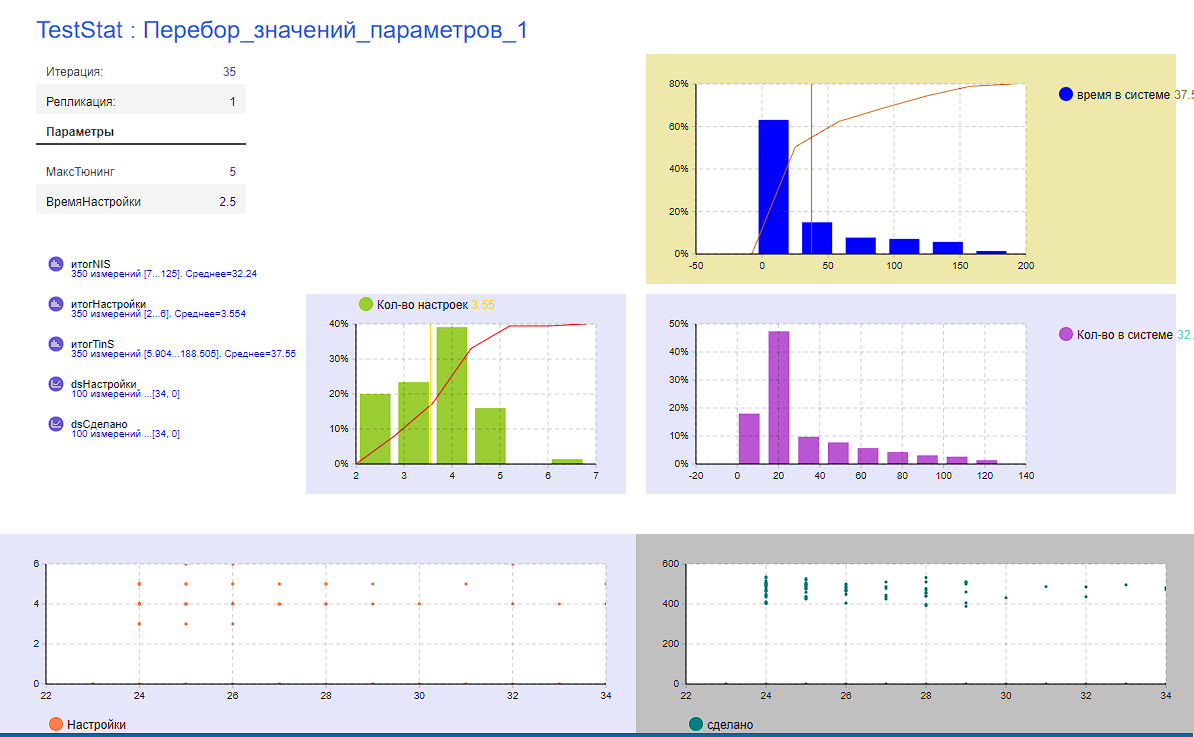 TestStat : Перебор_значений_параметров_1
Итерация: 35
Репликация: 1
Параметры
МаксТюнинг 5
ВремяНастройки 2.5
итогNIS
350 измерений [7...125]. Среднее=32.24
итогНастройки
350 измерений [2...6]. Среднее=3.554
итогTinS
350 измерений [5.904...188.505]. Среднее=37.55
dsНастройки
100 измерений ...[34, 0]
dsСделано
100 измерений ...[34, 0]
80%
60%
40%
20%
0%
-50 0 50 100 150 200
время в системе 37.5
Кол-во настроек 3.55
40%
30%
20%
10%
0%
2 3 4 5 6 7
50%
40%
30%
20%
10%
0%
-20 0 20 40 60 80 100 120 140
Кол-во в системе 32.
6
4
2
0
22 24 26 28 30 32 34
Настройки
600
400
200
0
22 24 26 28 30 32 34
сделано